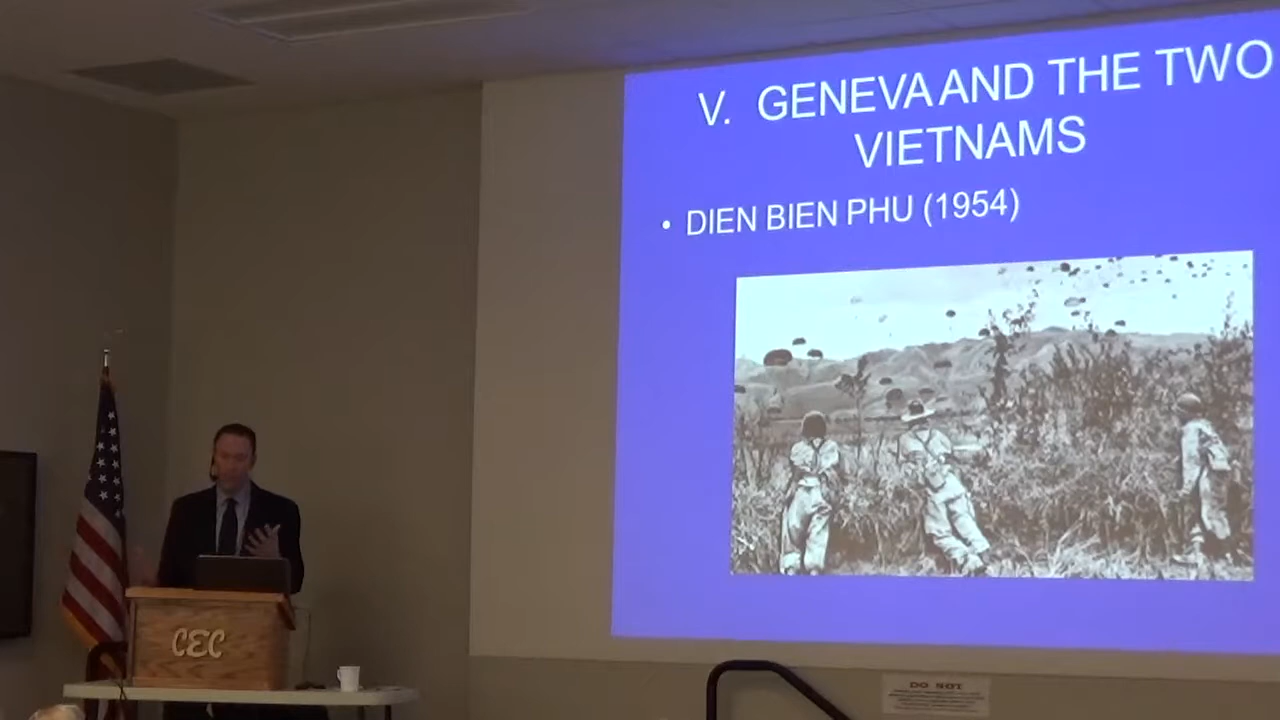 V. GENEVA AND THE TWO
VIETNAMS
• DIEN BIEN PHU (1954)
CEC
DO NOT